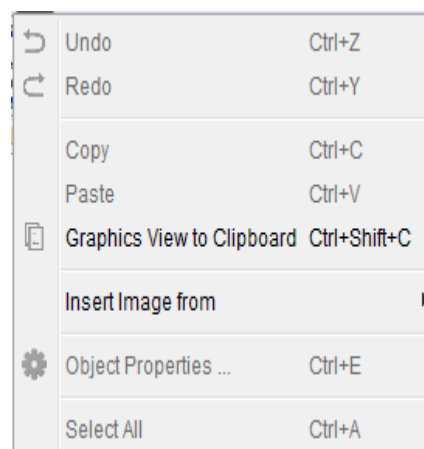 Undo Ctrl+Z
Redo Ctrl+Y
Copy Ctrl+C
Paste Ctrl+V
Graphics View to Clipboard Ctrl+Shift+C
Insert Image from
Object Properties ... Ctrl+E
Select All Ctrl+A